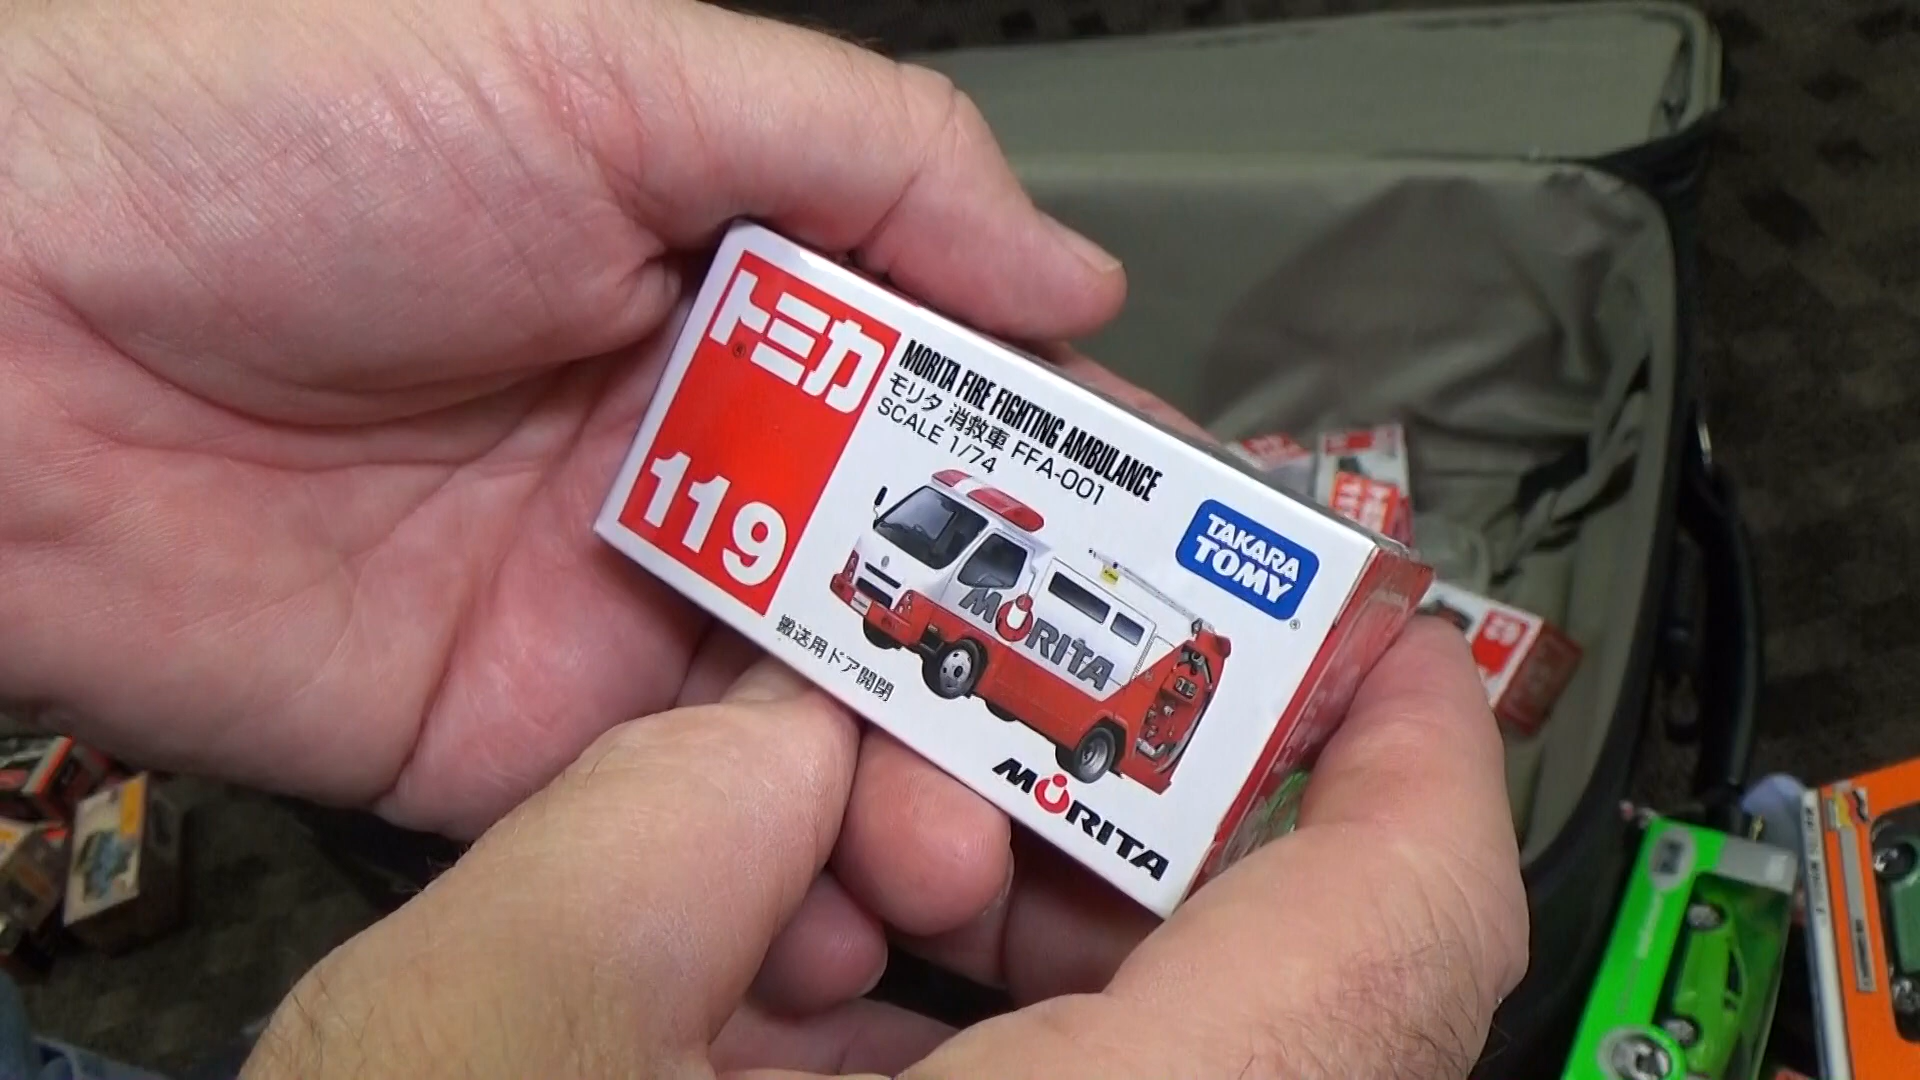 トミカ
119
MORITA FIRE FIGHTING AMBULANCE
モリタ 消救車 FFA-001
SCALE 1/74
TAKARA
TOMY
MORITA
搬送用ドア開閉
MORITA